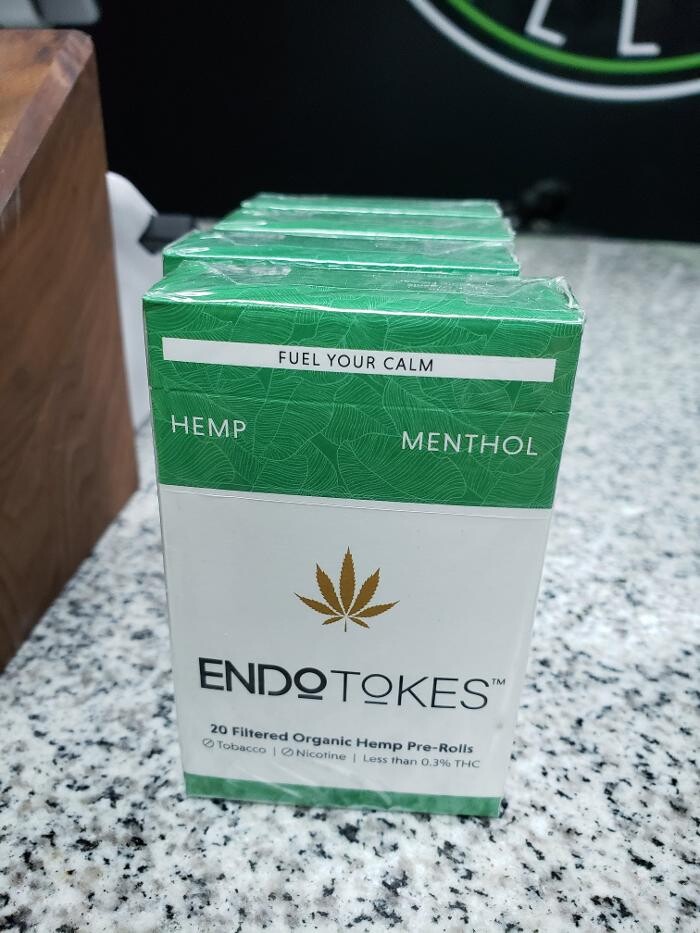 FUEL YOUR CALM
HEMP MENTHOL
ENDOTOKES™
20 Filtered Organic Hemp Pre-Rolls
∅ Tobacco | ∅ Nicotine | Less than 0.3% THC